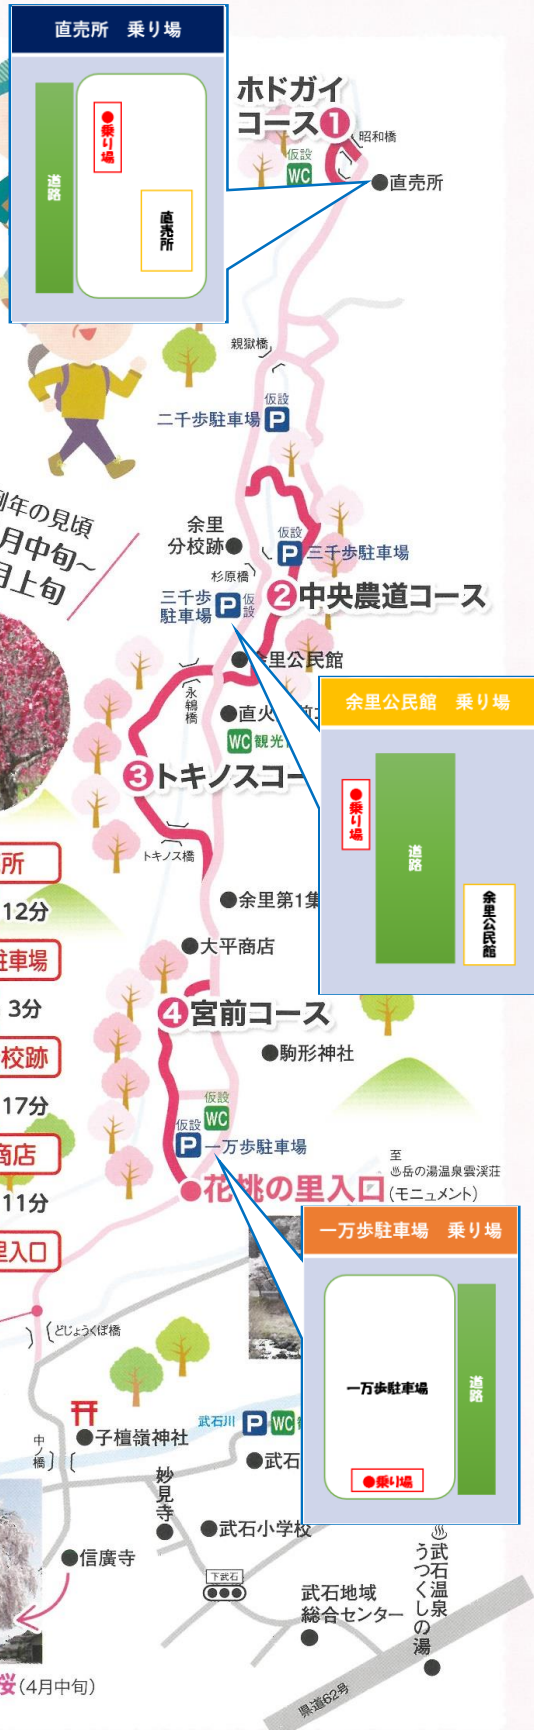 直売所 乗り場
道路
●乗り場
直売所
ホドガイ
コース❶
昭和橋
仮設
WC
●直売所
親獄橋
仮設
二千歩駐車場 P
例年の見頃
月中旬～
月上旬
余里
分校跡●
仮設
P 三千歩駐車場
杉原橋
❷中央農道コース
三千歩
駐車場 P 仮設
●余里公民館
永鶴橋
●直火
WC 観光
❸トキノスコー
余里公民館 乗り場
●乗り場
道路
余里公民館
トキノス橋
所
12分
●余里第1集
●大平商店
駐車場
3分
❹宮前コース
校跡
●駒形神社
17分
仮設
WC
仮設
P 一万歩駐車場
商店
至
♨岳の湯温泉雲渓荘
(モニュメント)
●花桃の里入口
11分
里入口
一万歩駐車場 乗り場
一万歩駐車場
道路
●乗り場
どじょうくぼ橋
武石川 P WC
●子檀嶺神社
中ノ橋
●武石
妙見寺
●武石小学校
●信廣寺
下武石
武石地域
総合センター
♨武石温泉
うつくしの湯
桜(4月中旬)
県道62号